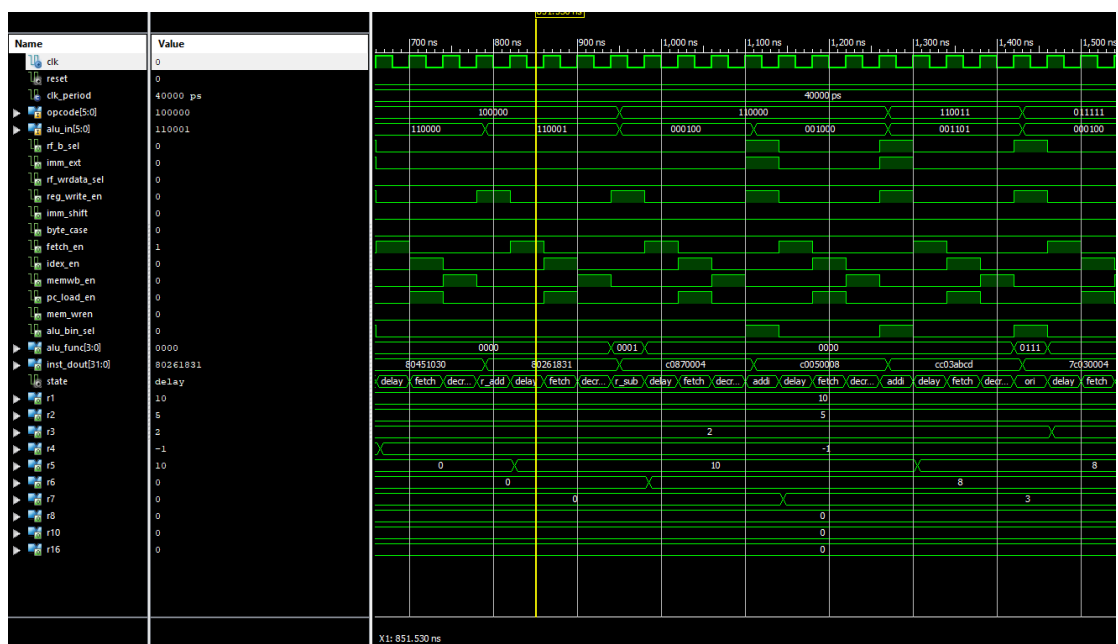 851.530 ns
Name Value 700 ns 800 ns 900 ns 1,000 ns 1,100 ns 1,200 ns 1,300 ns 1,400 ns 1,500 ns
clk 0
reset 0
clk_period 40000 ps 40000 ps
opcode[5:0] 100000 100000 110000 110011 011111
alu_in[5:0] 110001 110000 110001 000100 001000 001101 000100
rf_b_sel 0
imm_ext 0
rf_wrdata_sel 0
reg_write_en 0
imm_shift 0
byte_case 0
fetch_en 1
idex_en 0
memwb_en 0
pc_load_en 0
mem_wren 0
alu_bin_sel 0
alu_func[3:0] 0000 0000 0001 0000 0111
inst_dout[31:0] 80261831 80451030 80261831 c0870004 c0050008 cc03abcd 7c030004
state delay delay fetch decr... r_add delay fetch decr... r_sub delay fetch decr... addi delay fetch decr... addi delay fetch decr... ori delay fetch
r1 10 10
r2 5 5
r3 2 2
r4 -1 -1
r5 10 0 10 8
r6 0 0 8
r7 0 0 3
r8 0 0
r10 0 0
r16 0 0
X1: 851.530 ns